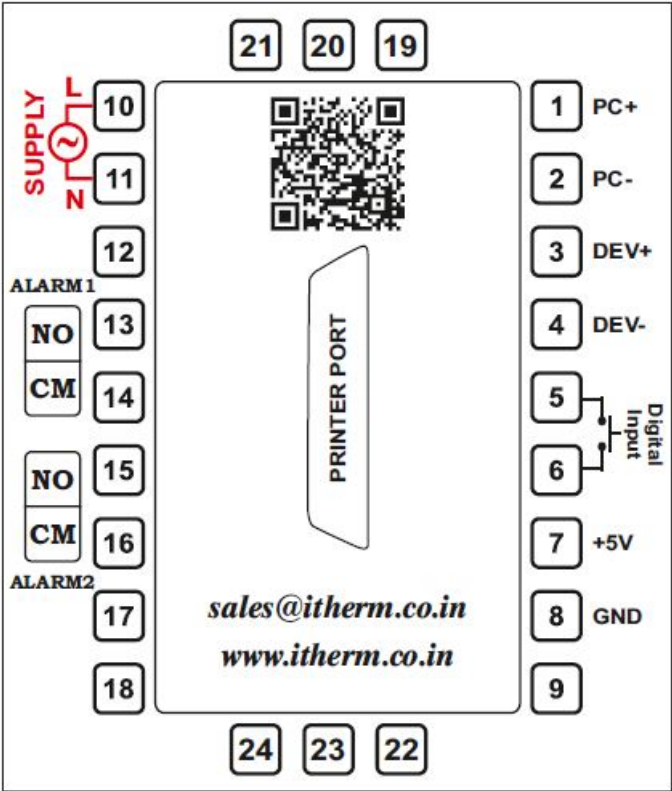 21 20 19
L
SUPPLY
N
10
11
12
ALARM1
NO
13
CM
14
NO
15
CM
16
ALARM2
17
18
PRINTER PORT
sales@itherm.co.in
www.itherm.co.in
1 PC+
2 PC-
3 DEV+
4 DEV-
5
6
Digital
Input
7 +5V
8 GND
9
24 23 22